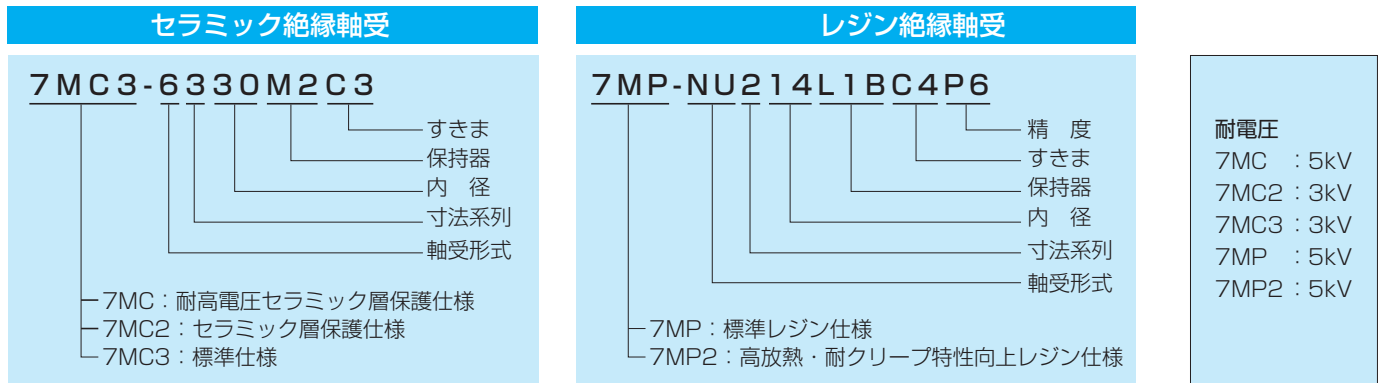 セラミック絶縁軸受
7MC3-6330M2C3
すきま
保持器
内　径
寸法系列
軸受形式
7MC：耐高電圧セラミック層保護仕様
7MC2：セラミック層保護仕様
7MC3：標準仕様
レジン絶縁軸受
7MP-NU214L1BC4P6
精　度
すきま
保持器
内　径
寸法系列
軸受形式
7MP：標準レジン仕様
7MP2：高放熱・耐クリープ特性向上レジン仕様
耐電圧
7MC　：5kV
7MC2：3kV
7MC3：3kV
7MP　：5kV
7MP2：5kV